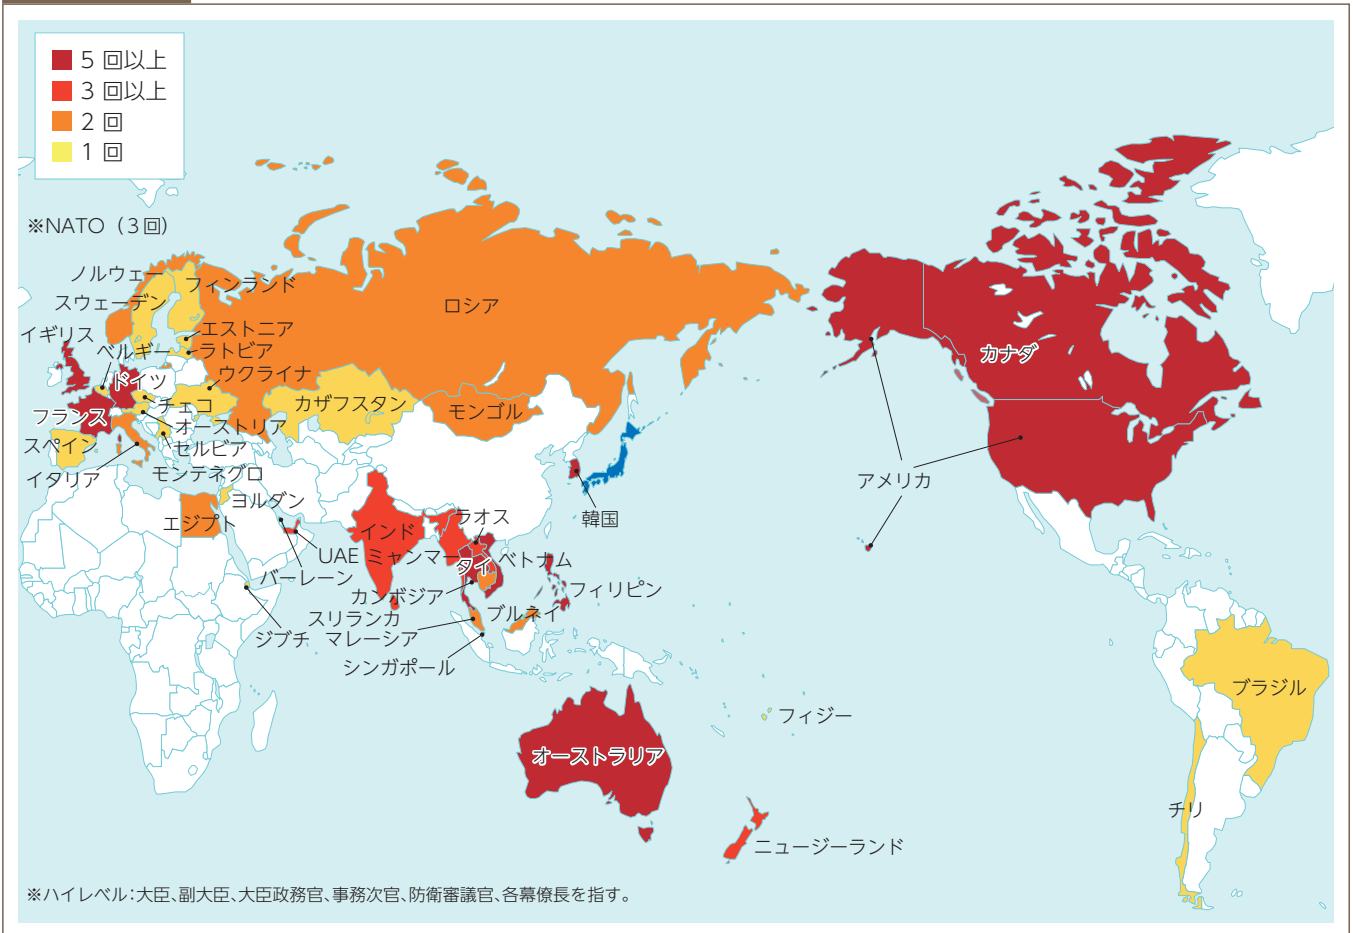 5 回以上
3 回以上
2 回
1 回
※NATO（3回）
ノルウェー
フィンランド
スウェーデン
ロシア
イギリス
エストニア
ベルギー
ラトビア
カナダ
ドイツ
ウクライナ
チェコ
カザフスタン
モンゴル
フランス
オーストリア
スペイン
セルビア
イタリア
モンテネグロ
アメリカ
ヨルダン
エジプト
ラオス
韓国
インド
UAE
ミャンマー
タイ
ベトナム
バーレーン
カンボジア
フィリピン
スリランカ
ブルネイ
ジブチ
マレーシア
シンガポール
ブラジル
フィジー
オーストラリア
チリ
ニュージーランド
※ハイレベル：大臣、副大臣、大臣政務官、事務次官、防衛審議官、各幕僚長を指す。